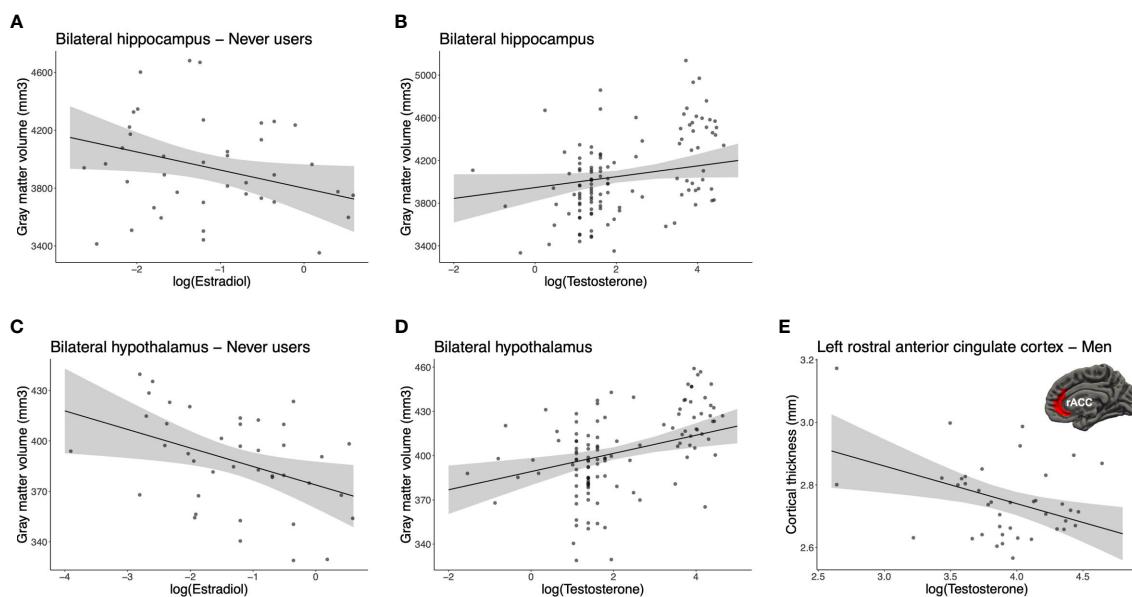 A
Bilateral hippocampus – Never users
Gray matter volume (mm3)
4600
4200
3800
3400
−2
−1
0
log(Estradiol)
B
Bilateral hippocampus
Gray matter volume (mm3)
5000
4600
4200
3800
3400
−2
0
2
4
log(Testosterone)
C
Bilateral hypothalamus – Never users
Gray matter volume (mm3)
430
400
370
340
−4
−3
−2
−1
0
log(Estradiol)
D
Bilateral hypothalamus
Gray matter volume (mm3)
460
430
400
370
340
−2
0
2
4
log(Testosterone)
E
Left rostral anterior cingulate cortex – Men
Cortical thickness (mm)
3.2
3.0
2.8
2.6
rACC
2.5
3.0
3.5
4.0
4.5
log(Testosterone)